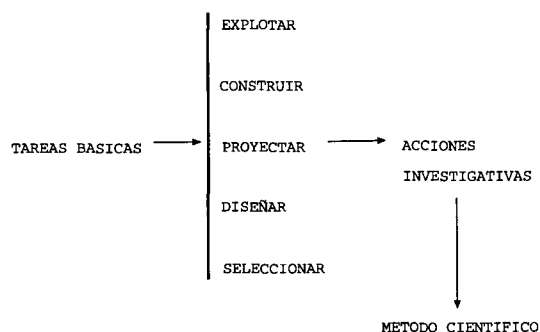 EXPLOTAR
CONSTRUIR
TAREAS BASICAS
PROYECTAR
ACCIONES
INVESTIGATIVAS
DISEÑAR
SELECCIONAR
METODO CIENTIFICO